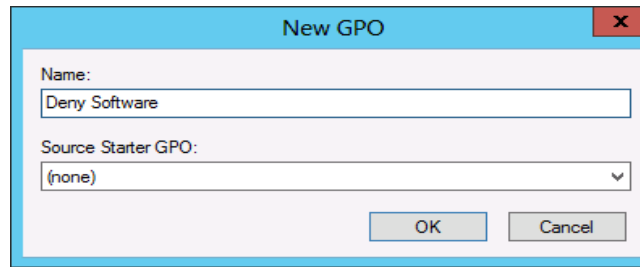 New GPO
x
Name:
Deny Software
Source Starter GPO:
(none)
OK Cancel